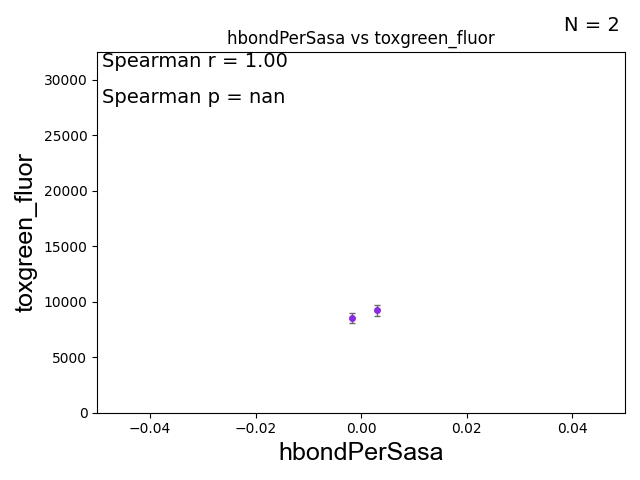 N = 2
hbondPerSasa vs toxgreen_fluor
Spearman r = 1.00
Spearman p = nan
30000
25000
20000
15000
10000
5000
0
toxgreen_fluor
−0.04 −0.02 0.00 0.02 0.04
hbondPerSasa